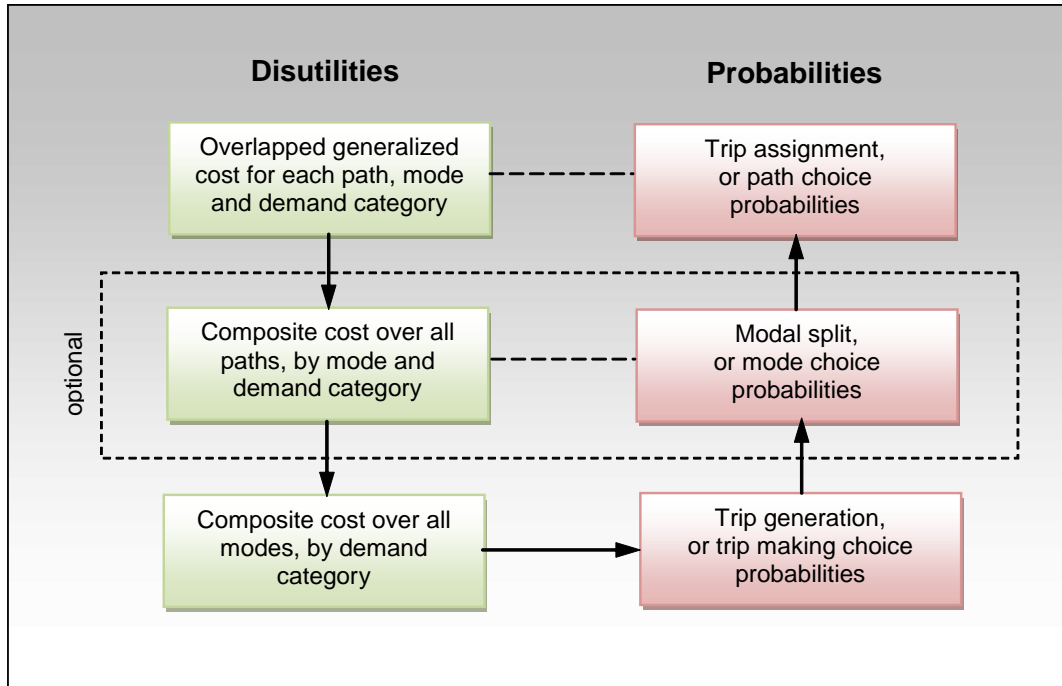 Disutilities
Probabilities
Overlapped generalized
cost for each path, mode
and demand category
Trip assignment,
or path choice
probabilities
optional
Composite cost over all
paths, by mode and
demand category
Modal split,
or mode choice
probabilities
Composite cost over all
modes, by demand
category
Trip generation,
or trip making choice
probabilities